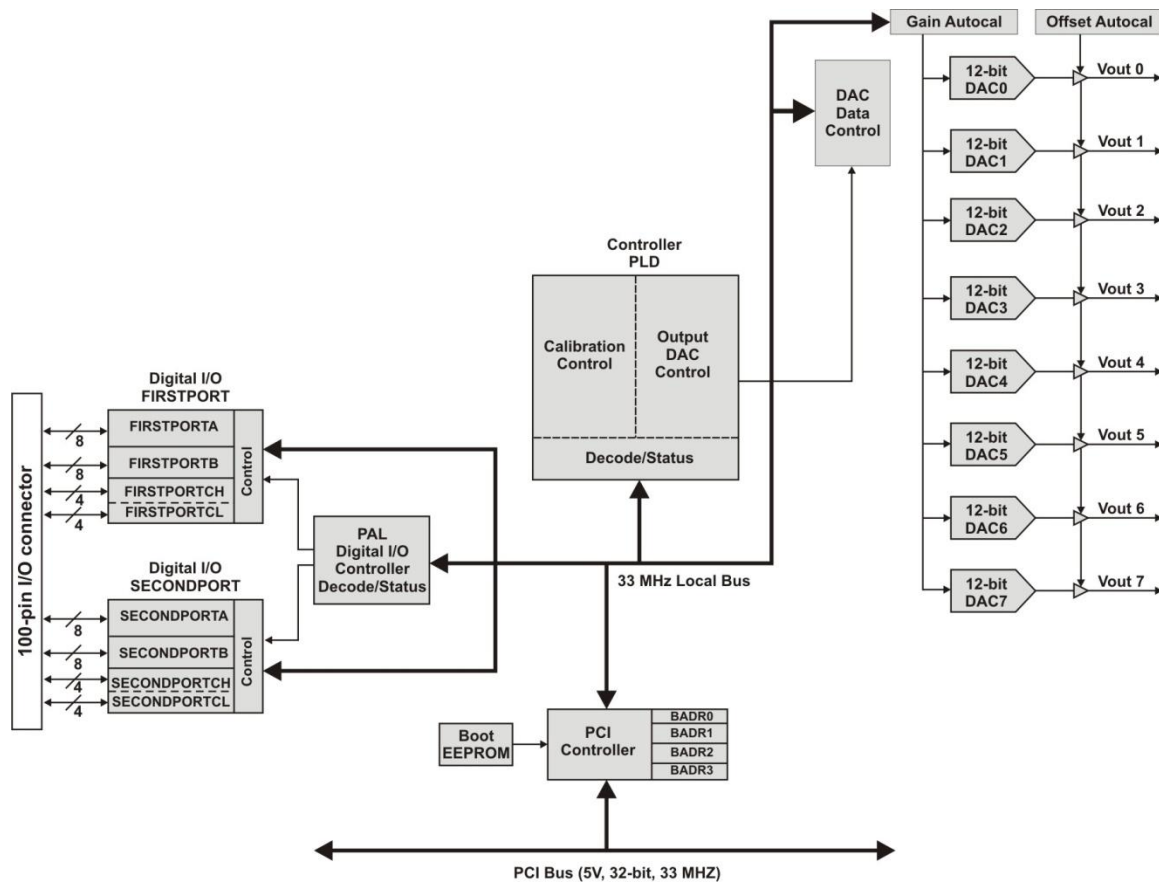 Gain Autocal
Offset Autocal
12-bit
DAC0
Vout 0
DAC
Data
Control
12-bit
DAC1
Vout 1
12-bit
DAC2
Vout 2
Controller
PLD
12-bit
DAC3
Vout 3
Calibration
Control
Output
DAC
Control
12-bit
DAC4
Vout 4
Decode/Status
12-bit
DAC5
Vout 5
12-bit
DAC6
Vout 6
12-bit
DAC7
Vout 7
100-pin I/O connector
Digital I/O
FIRSTPORT
8
FIRSTPORTA
8
FIRSTPORTB
4
FIRSTPORTCH
4
FIRSTPORTCL
Control
PAL
Digital I/O
Controller
Decode/Status
33 MHz Local Bus
Digital I/O
SECONDPORT
8
SECONDPORTA
8
SECONDPORTB
4
SECONDPORTCH
4
SECONDPORTCL
Control
Boot
EEPROM
PCI
Controller
BADR0
BADR1
BADR2
BADR3
PCI Bus (5V, 32-bit, 33 MHZ)